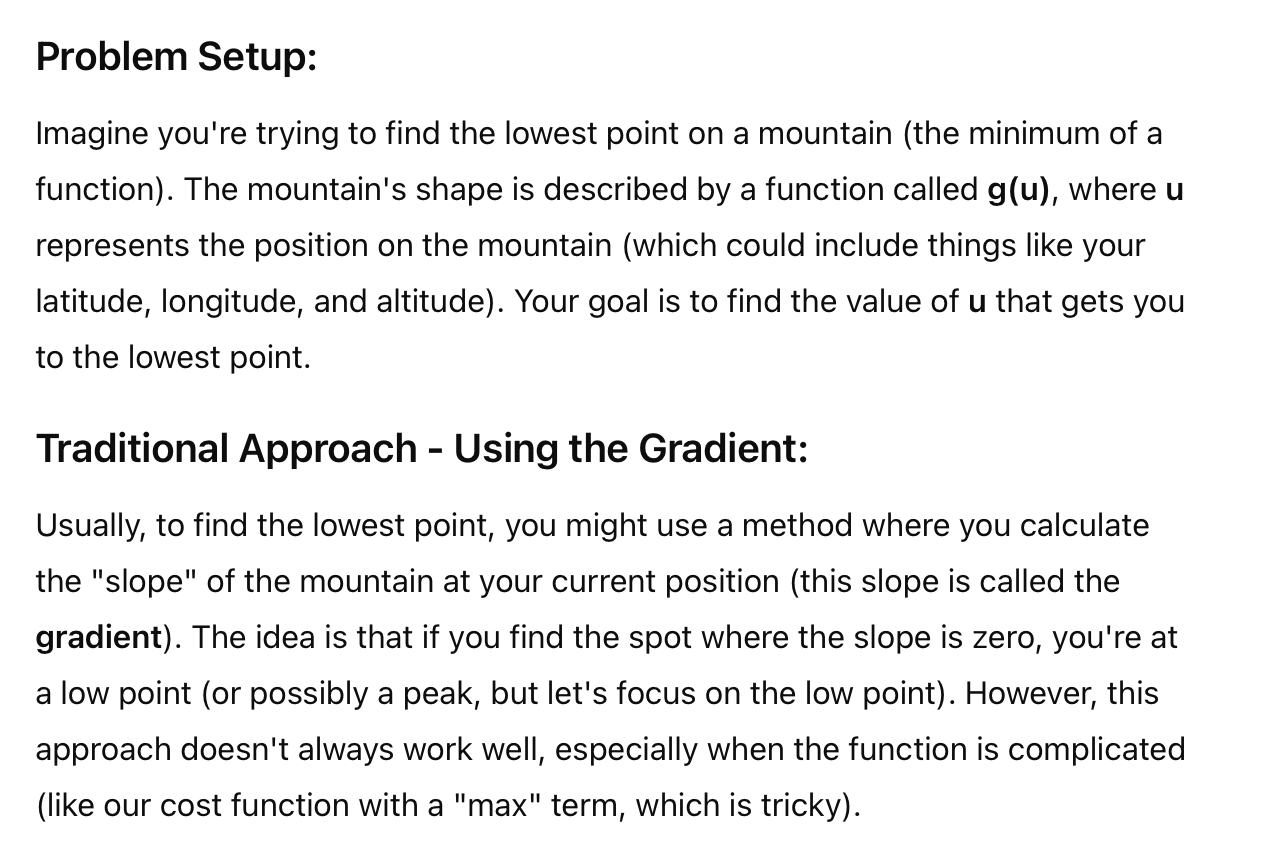 Problem Setup:
Imagine you're trying to find the lowest point on a mountain (the minimum of a
function). The mountain's shape is described by a function called g(u), where u
represents the position on the mountain (which could include things like your
latitude, longitude, and altitude). Your goal is to find the value of u that gets you
to the lowest point.
Traditional Approach - Using the Gradient:
Usually, to find the lowest point, you might use a method where you calculate
the "slope" of the mountain at your current position (this slope is called the
gradient). The idea is that if you find the spot where the slope is zero, you're at
a low point (or possibly a peak, but let's focus on the low point). However, this
approach doesn't always work well, especially when the function is complicated
(like our cost function with a "max" term, which is tricky).